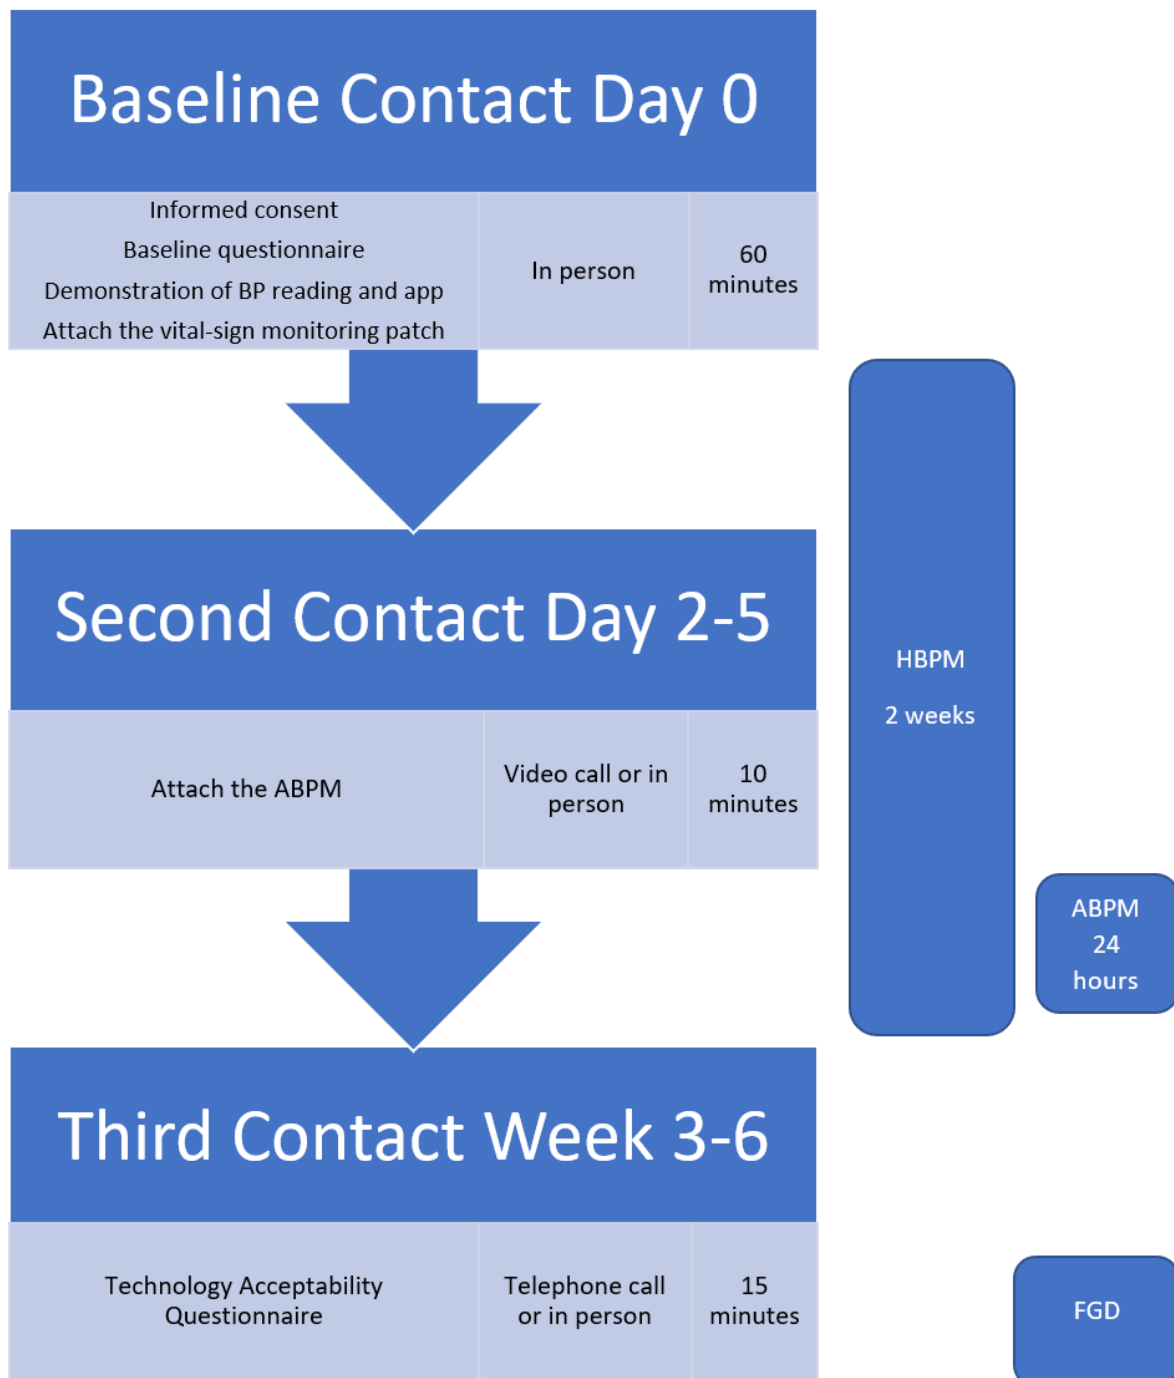 Baseline Contact Day 0
Informed consent
Baseline questionnaire
Demonstration of BP reading and app
Attach the vital-sign monitoring patch
In person
60
minutes
Second Contact Day 2-5
Attach the ABPM
Video call or in
person
10
minutes
HBPM
2 weeks
ABPM
24
hours
Third Contact Week 3-6
Technology Acceptability
Questionnaire
Telephone call
or in person
15
minutes
FGD